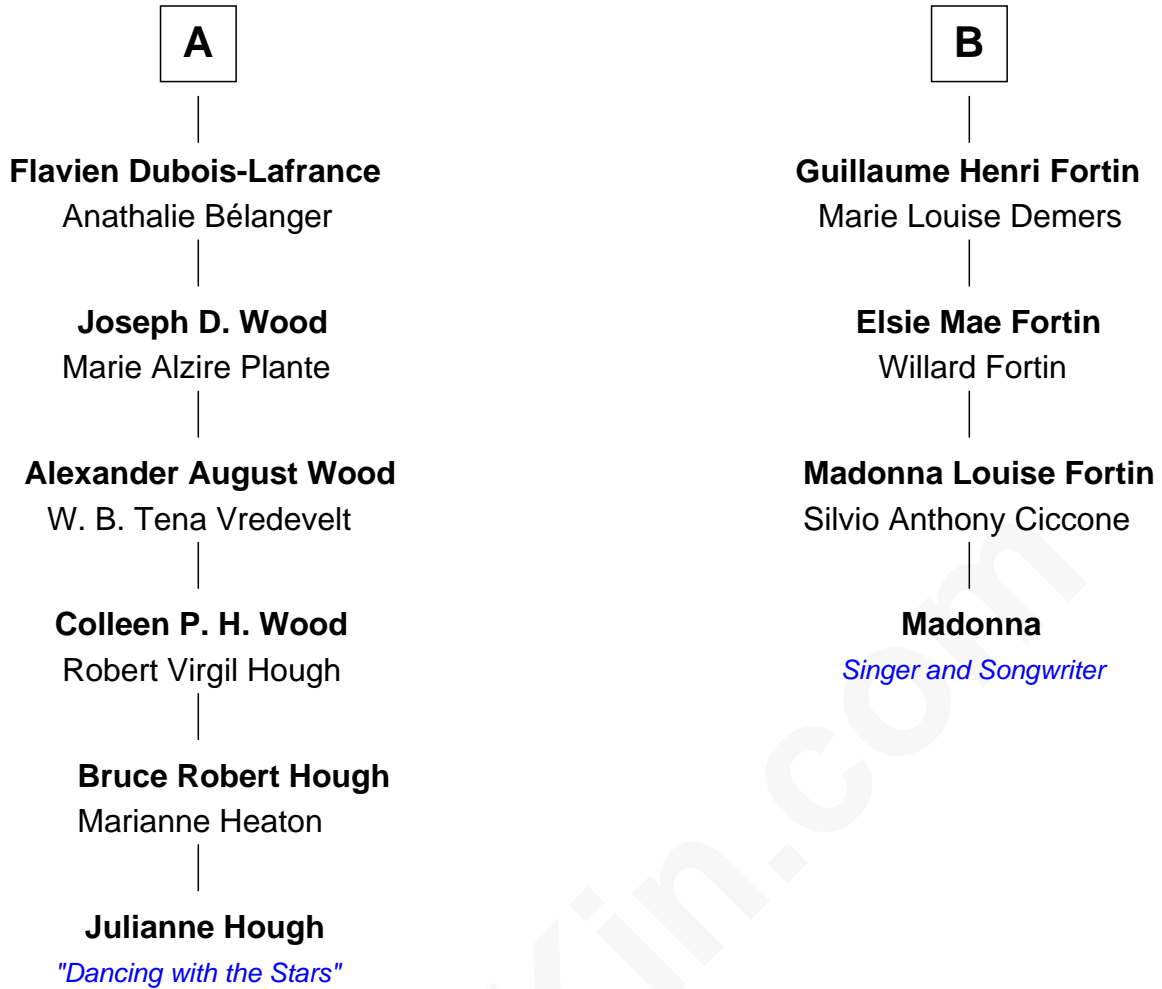 A
Flavien Dubois-Lafrance
Anathalie Bélanger
Joseph D. Wood
Marie Alzire Plante
Alexander August Wood
W. B. Tena Vredevelt
Colleen P. H. Wood
Robert Virgil Hough
Bruce Robert Hough
Marianne Heaton
Julianne Hough
"Dancing with the Stars"
B
Guillaume Henri Fortin
Marie Louise Demers
Elsie Mae Fortin
Willard Fortin
Madonna Louise Fortin
Silvio Anthony Ciccone
Madonna
Singer and Songwriter